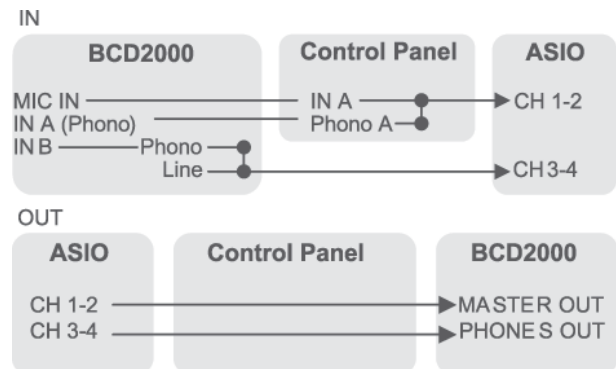 IN
BCD2000 Control Panel ASIO
MIC IN IN A CH 1-2
IN A (Phono) Phono A
IN B Phono
Line CH 3-4
OUT
ASIO Control Panel BCD2000
CH 1-2 MASTER OUT
CH 3-4 PHONES OUT